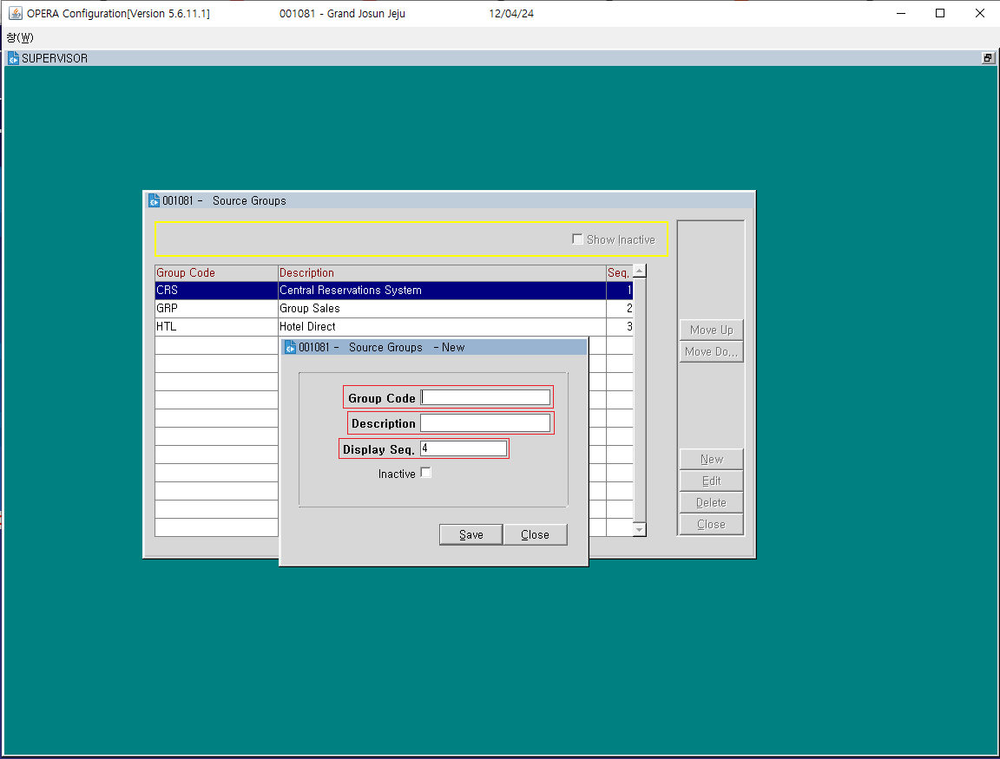 OPERA Configuration[Version 5.6.11.1] 001081 - Grand Josun Jeju 12/04/24
창(W)
SUPERVISOR
001081 - Source Groups
Show Inactive
Group Code Description Seq.
CRS Central Reservations System 1
GRP Group Sales 2
HTL Hotel Direct 3
001081 - Source Groups - New
Group Code
Description
Display Seq. 4
Inactive
Save Close
Move Up
Move Do...
New
Edit
Delete
Close